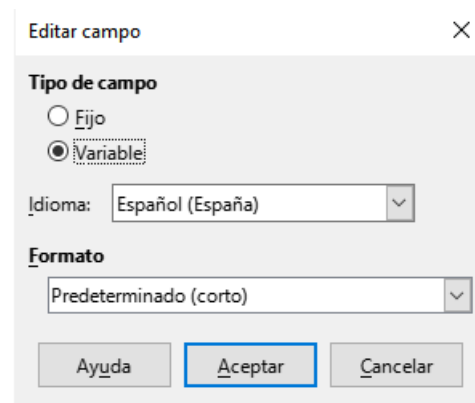 Editar campo
Tipo de campo
Fijo
Variable
Idioma: Español (España)
Formato
Predeterminado (corto)
Ayuda Aceptar Cancelar